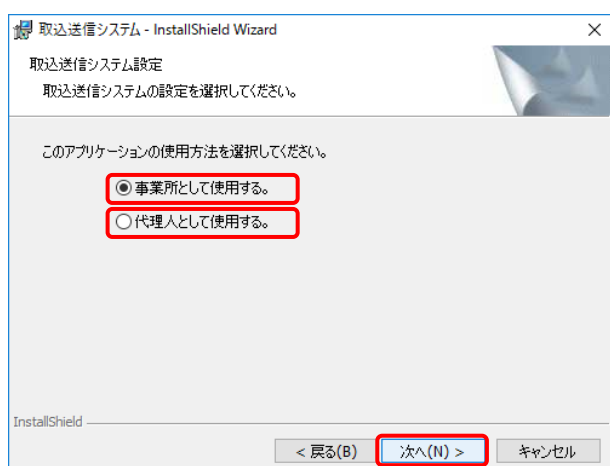 取込送信システム - InstallShield Wizard
取込送信システム設定
取込送信システムの設定を選択してください。
このアプリケーションの使用方法を選択してください。
事業所として使用する。
代理人として使用する。
InstallShield
< 戻る(B) 次へ(N) > キャンセル